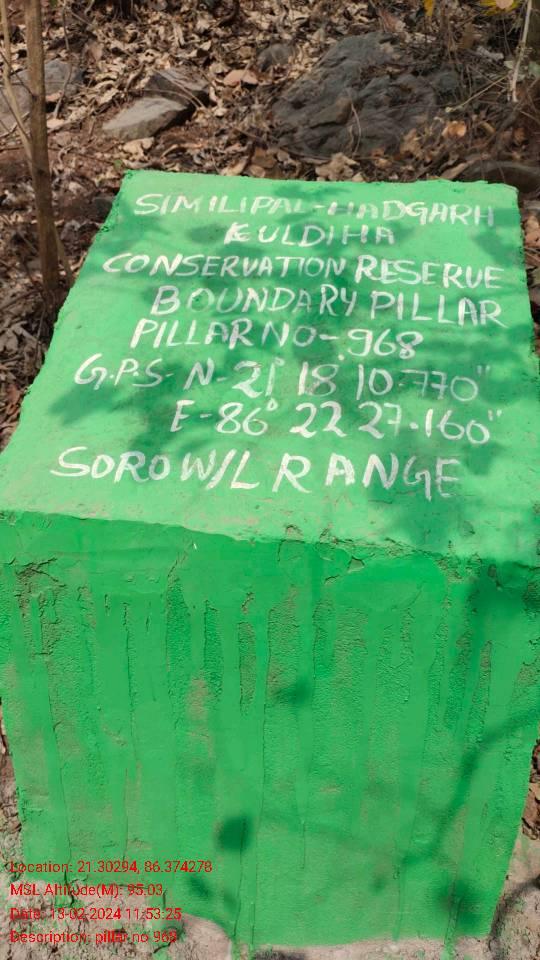 SIMILIPAL-HADGARH
KULDIHA
CONSERVATION RESERVE
BOUNDARY PILLAR
PILLAR NO-968
G.P.S- N-21° 18 10.770"
E-86° 22 27.160"
SORO W/L RANGE
Location: 21.30294, 86.374278
MSL Altitude(M): 95.03
Date: 13-02-2024 11:53:25
Description: pillar no 968